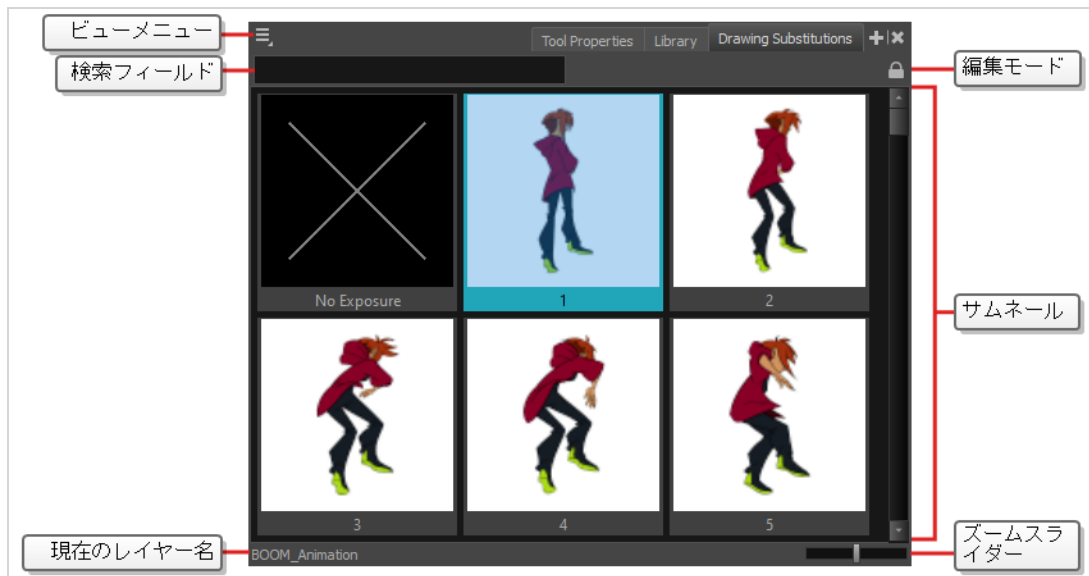 ビューメニュー
Tool Properties Library Drawing Substitutions
検索フィールド
編集モード
No Exposure 1 2
サムネール
3 4 5
現在のレイヤー名
BOOM_Animation
ズームスラ
イダー